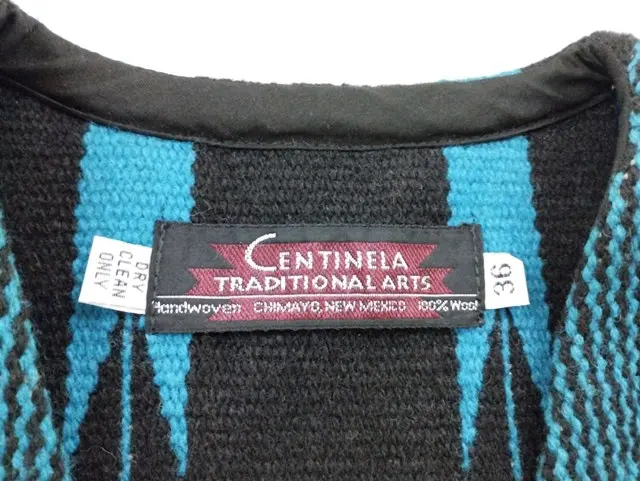 CENTINELA
TRADITIONAL ARTS
Handwoven CHIMAYO, NEW MEXICO 100% Wool
DRY
CLEAN
ONLY
36